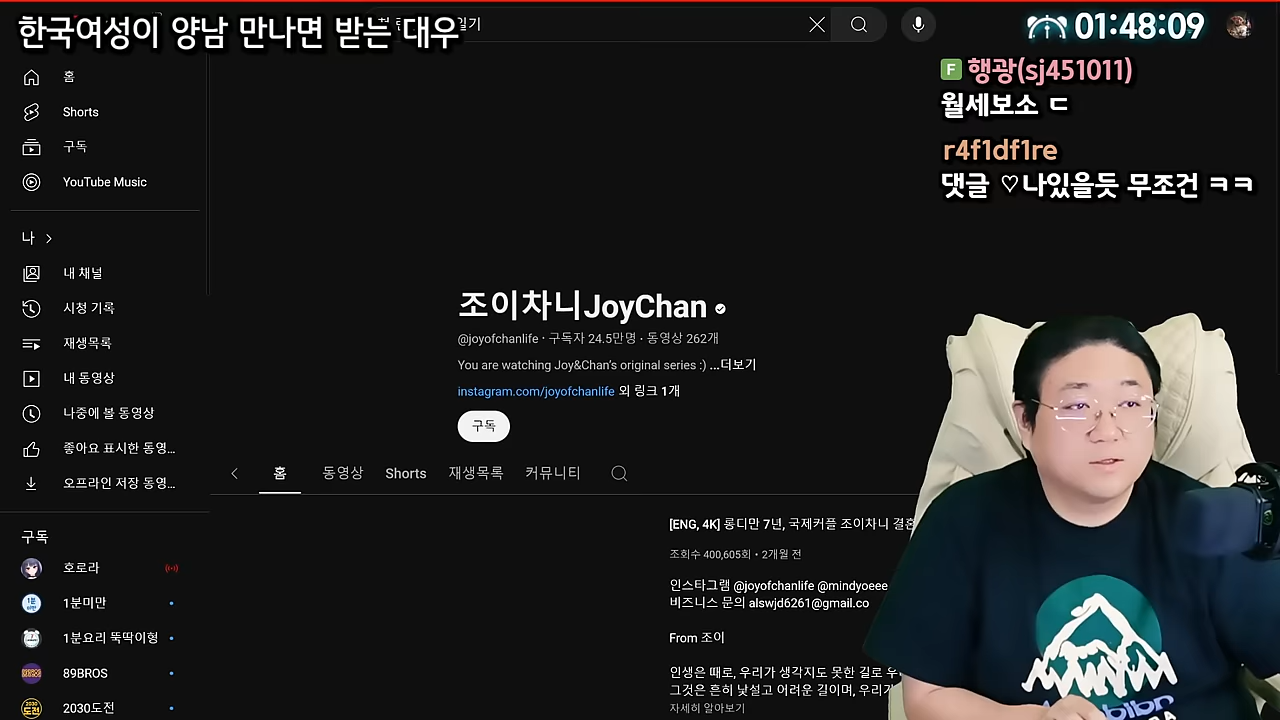 한국여성이 양남 만나면 받는 대우
일기
01:48:09
홈
Shorts
구독
YouTube Music
나
내 채널
시청 기록
재생목록
내 동영상
나중에 볼 동영상
좋아요 표시한 동영...
오프라인 저장 동영...
구독
호로라
1분미만
1분요리 뚝딱이형
89BROS
2030도전
F 행광(sj451011)
월세보소 ㄷ
r4f1df1re
댓글 ♡나있을듯 무조건 ㅋㅋ
조이차니JoyChan
@joyofchanlife · 구독자 24.5만명 · 동영상 262개
You are watching Joy&Chan's original series :) ...더보기
instagram.com/joyofchanlife 외 링크 1개
구독
홈 동영상 Shorts 재생목록 커뮤니티
[ENG, 4K] 롱디만 7년, 국제커플 조이차니 결혼
조회수 400,605회 • 2개월 전
인스타그램 @joyofchanlife @mindyoeee
비즈니스 문의 alswjd6261@gmail.co
From 조이
인생은 때로, 우리가 생각지도 못한 길로
그것은 흔히 낯설고 어려운 길이며, 우리가
자세히 알아보기